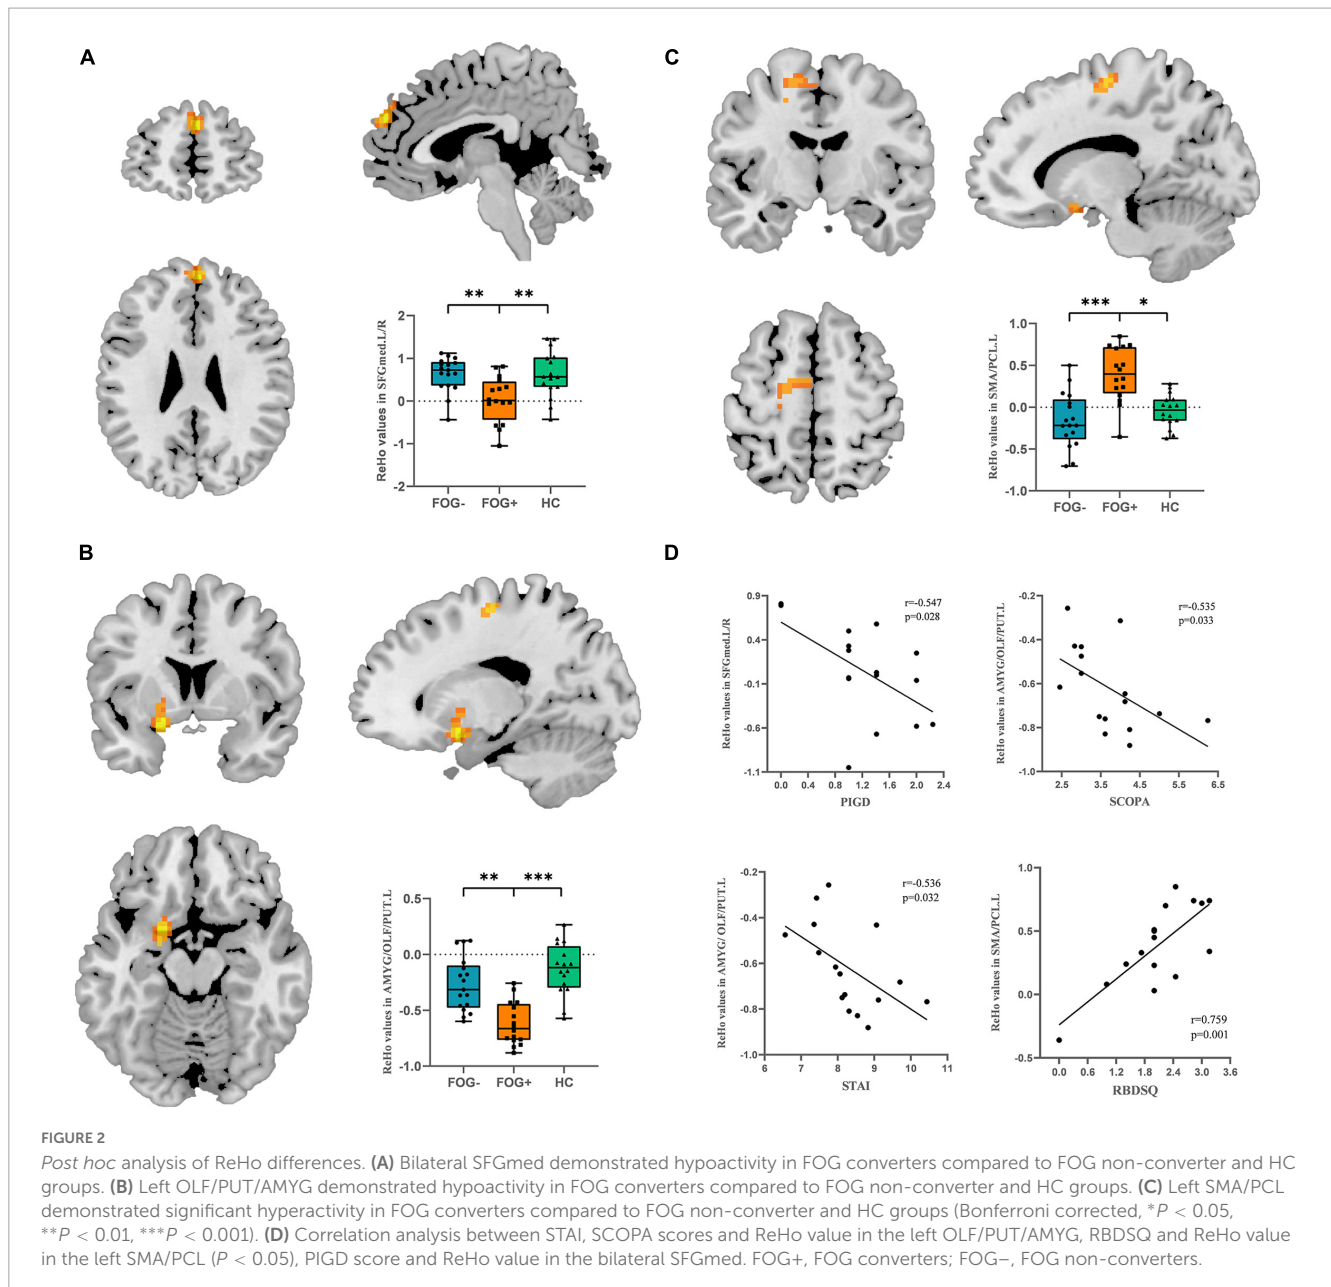 A
** **
ReHo values in SFGmed.L/R
2
1
0
-1
-2
FOG- FOG+ HC
C
*** *
ReHo values in SMA/PCL.L
1.0
0.5
0.0
-0.5
-1.0
FOG- FOG+ HC
B
** ***
ReHo values in AMYG/OLF/PUT.L
0.5
0.0
-0.5
-1.0
FOG- FOG+ HC
D
ReHo values in SFGmed.L/R
0.9
0.4
-0.1
-0.6
-1.1
r=-0.547
p=0.028
0.0 0.4 0.8 1.2 1.6 2.0 2.4
PIGD
ReHo values in AMYG/OLF/PUT.L
-0.2
-0.4
-0.6
-0.8
-1.0
r=-0.535
p=0.033
2.5 3.5 4.5 5.5 6.5
SCOPA
ReHo values in AMYG/ OLF/PUT.L
-0.2
-0.4
-0.6
-0.8
-1.0
r=-0.536
p=0.032
6 7 8 9 10 11
STAI
ReHo values in SMA/PCL.L
1.0
0.5
0.0
-0.5
r=0.759
p=0.001
0.0 0.6 1.2 1.8 2.4 3.0 3.6
RBDSQ
FIGURE 2
Post hoc analysis of ReHo differences. (A) Bilateral SFGmed demonstrated hypoactivity in FOG converters compared to FOG non-converter and HC
groups. (B) Left OLF/PUT/AMYG demonstrated hypoactivity in FOG converters compared to FOG non-converter and HC groups. (C) Left SMA/PCL
demonstrated significant hyperactivity in FOG converters compared to FOG non-converter and HC groups (Bonferroni corrected, *P < 0.05,
**P < 0.01, ***P < 0.001). (D) Correlation analysis between STAI, SCOPA scores and ReHo value in the left OLF/PUT/AMYG, RBDSQ and ReHo value
in the left SMA/PCL (P < 0.05), PIGD score and ReHo value in the bilateral SFGmed. FOG+, FOG converters; FOG–, FOG non-converters.